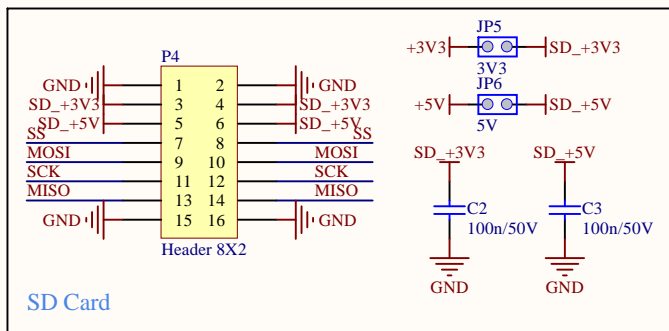 P4
JP5
+3V3 SD_+3V3
3V3
JP6
+5V SD_+5V
5V
GND 1 2 GND
SD_+3V3 3 4 SD_+3V3
SD_+5V 5 6 SD_+5V
SS 7 8 SS
MOSI 9 10 MOSI
SCK 11 12 SCK
MISO 13 14 MISO
GND 15 16 GND
Header 8X2
SD_+3V3 SD_+5V
C2 C3
100n/50V 100n/50V
GND GND
SD Card